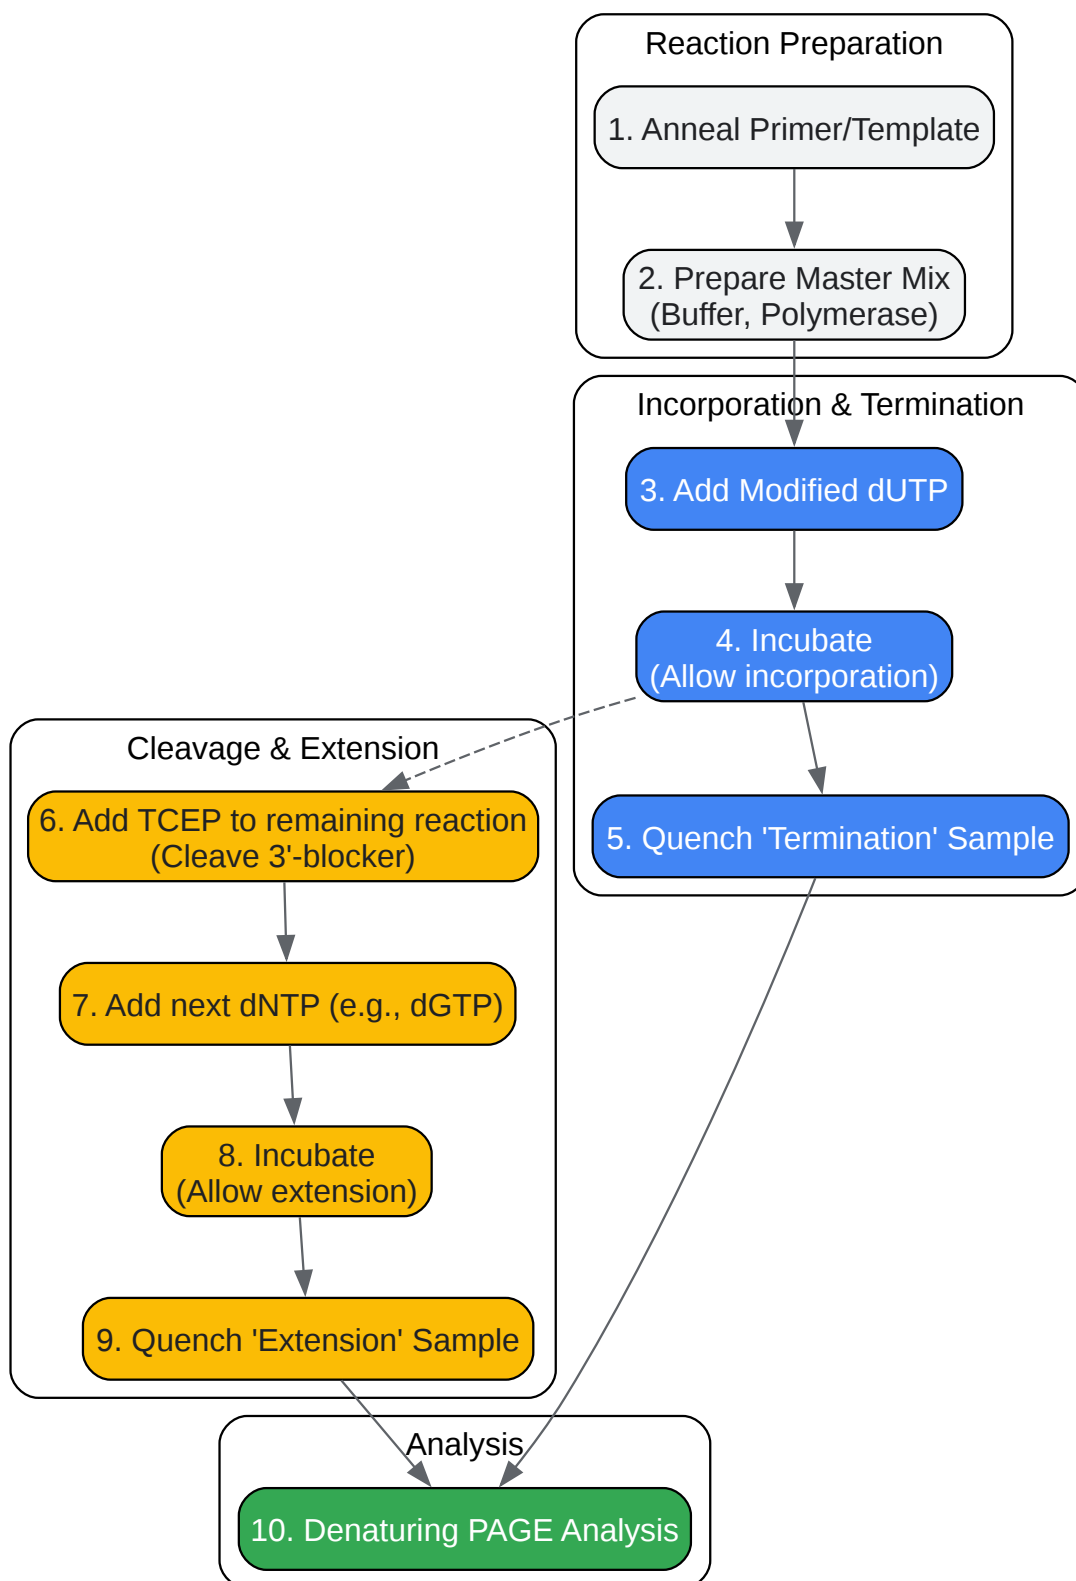 Reaction Preparation
1. Anneal Primer/Template
2. Prepare Master Mix
(Buffer, Polymerase)
Incorporation & Termination
3. Add Modified dUTP
4. Incubate
(Allow incorporation)
5. Quench 'Termination' Sample
Cleavage & Extension
6. Add TCEP to remaining reaction
(Cleave 3'-blocker)
7. Add next dNTP (e.g., dGTP)
8. Incubate
(Allow extension)
9. Quench 'Extension' Sample
Analysis
10. Denaturing PAGE Analysis